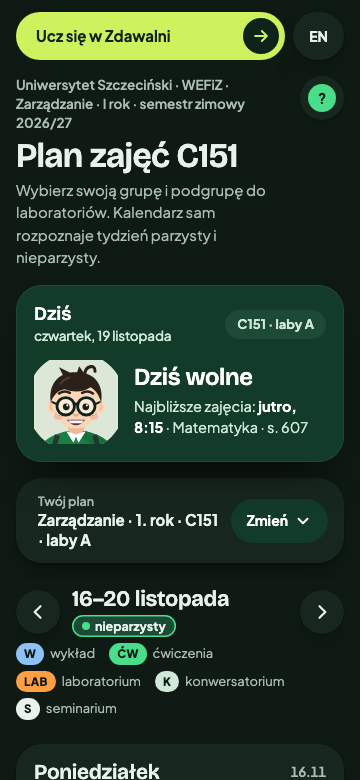 Ucz się w Zdawalni
EN
Uniwersytet Szczeciński · WEFiZ ·
Zarządzanie · I rok · semestr zimowy
2026/27
?
Plan zajęć C151
Wybierz swoją grupę i podgrupę do
laboratoriów. Kalendarz sam
rozpoznaje tydzień parzysty i
nieparzysty.
Dziś
czwartek, 19 listopada
C151 · laby A
Dziś wolne
Najbliższe zajęcia: jutro,
8:15 · Matematyka · s. 607
Twój plan
Zarządzanie · 1. rok · C151
· laby A
Zmień
16–20 listopada
nieparzysty
W wykład ĆW ćwiczenia
LAB laboratorium K konwersatorium
S seminarium
Poniedziałek 16.11